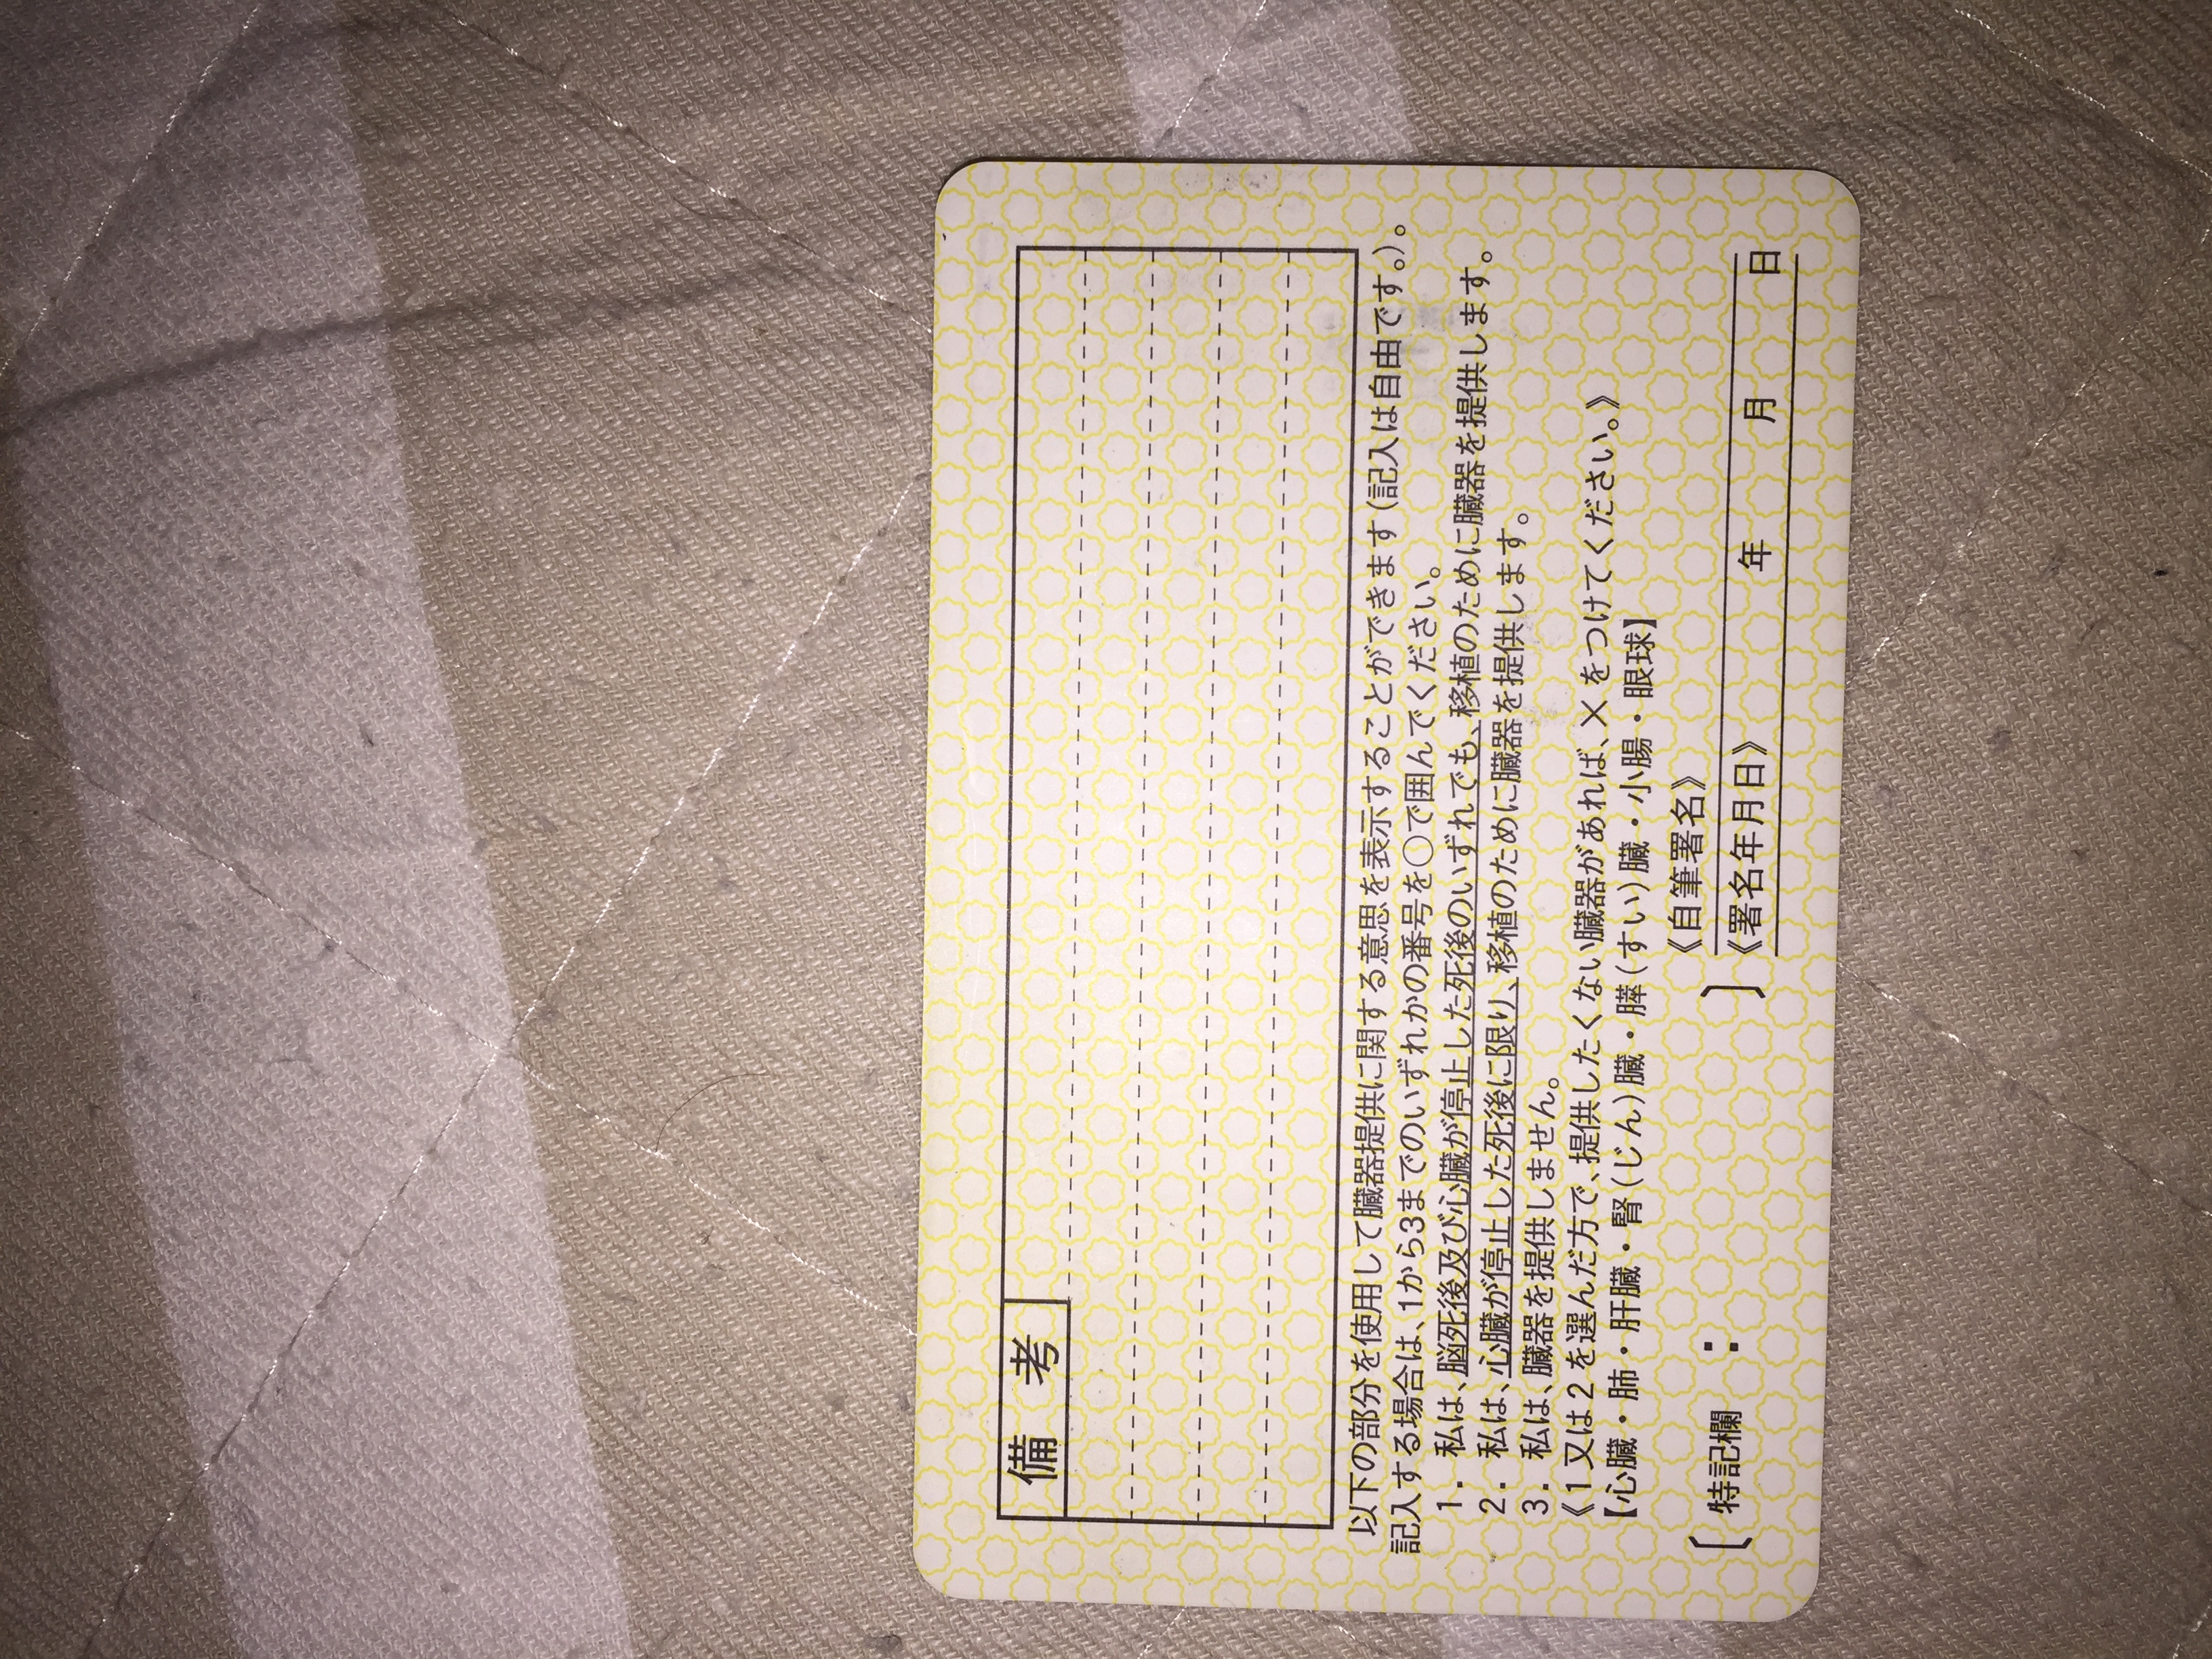 備 考
以下の部分を使用して臓器提供に関する意思を表示することができます(記入は自由です。)。
記入する場合は、1から3までのいずれかの番号を○で囲んでください。
1. 私は、脳死後及び心臓が停止した死後のいずれでも、移植のために臓器を提供します。
2. 私は、心臓が停止した死後に限り、移植のために臓器を提供します。
3. 私は、臓器を提供しません。
《1又は2を選んだ方で、提供したくない臓器があれば、×をつけてください。》
【心臓・肺・肝臓・腎(じん)臓・膵(すい)臓・小腸・眼球】
〔特記欄 : 〕
《自筆署名》
《署名年月日》 年 月 日